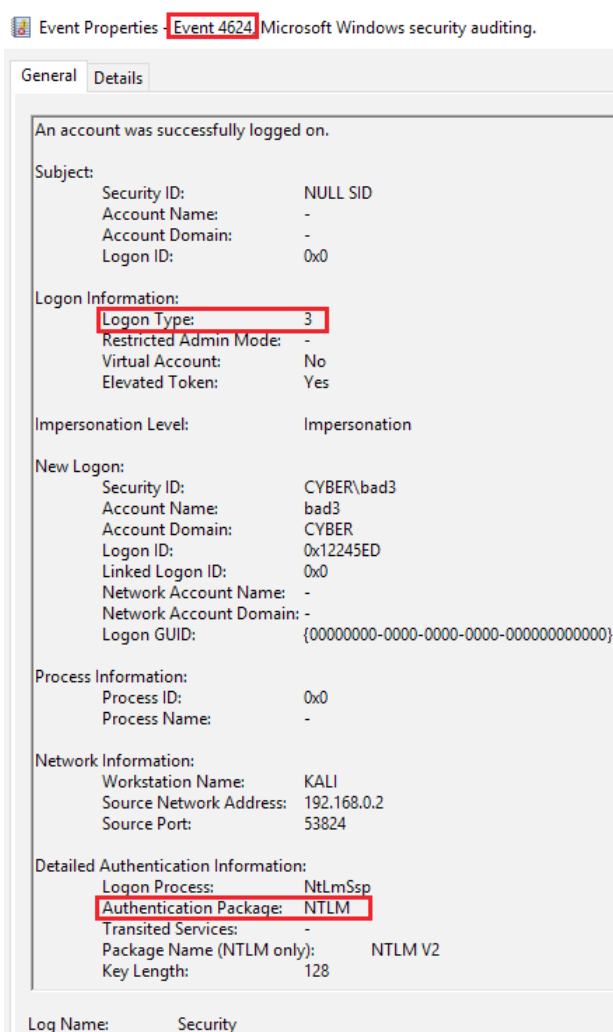 Event Properties - Event 4624, Microsoft Windows security auditing.
General Details
An account was successfully logged on.
Subject:
Security ID: NULL SID
Account Name: -
Account Domain: -
Logon ID: 0x0
Logon Information:
Logon Type: 3
Restricted Admin Mode: -
Virtual Account: No
Elevated Token: Yes
Impersonation Level: Impersonation
New Logon:
Security ID: CYBER\bad3
Account Name: bad3
Account Domain: CYBER
Logon ID: 0x12245ED
Linked Logon ID: 0x0
Network Account Name: -
Network Account Domain: -
Logon GUID: {00000000-0000-0000-0000-000000000000}
Process Information:
Process ID: 0x0
Process Name: -
Network Information:
Workstation Name: KALI
Source Network Address: 192.168.0.2
Source Port: 53824
Detailed Authentication Information:
Logon Process: NtLmSsp
Authentication Package: NTLM
Transited Services: -
Package Name (NTLM only): NTLM V2
Key Length: 128
Log Name: Security